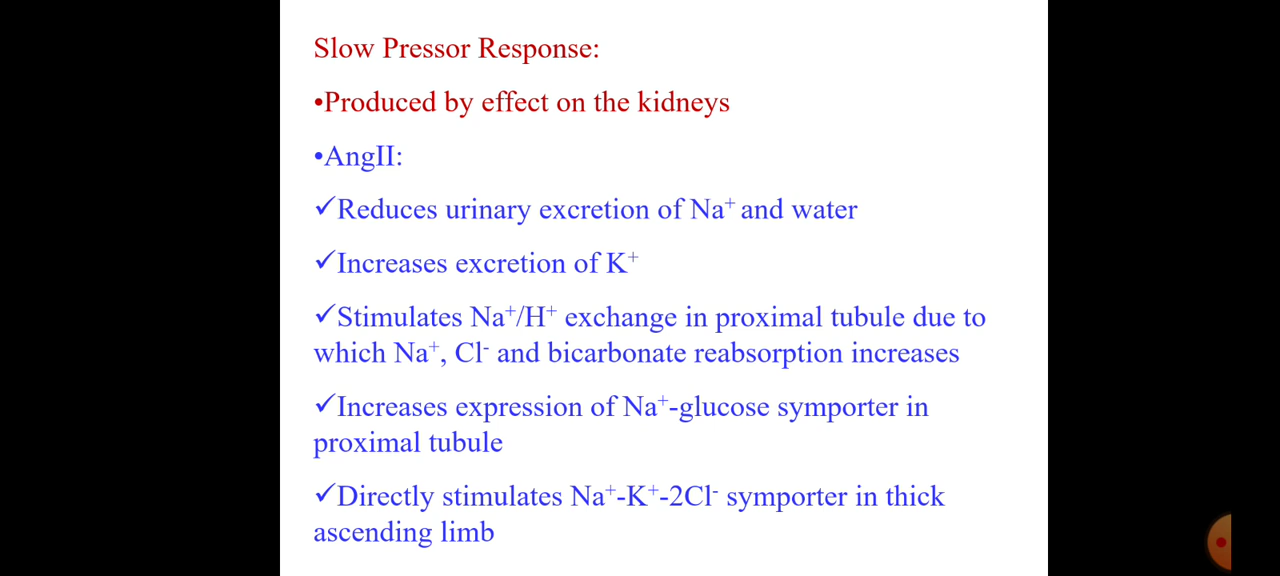 Slow Pressor Response:
•Produced by effect on the kidneys
•AngII:
✓Reduces urinary excretion of Na⁺ and water
✓Increases excretion of K⁺
✓Stimulates Na⁺/H⁺ exchange in proximal tubule due to
which Na⁺, Cl⁻ and bicarbonate reabsorption increases
✓Increases expression of Na⁺-glucose symporter in
proximal tubule
✓Directly stimulates Na⁺-K⁺-2Cl⁻ symporter in thick
ascending limb